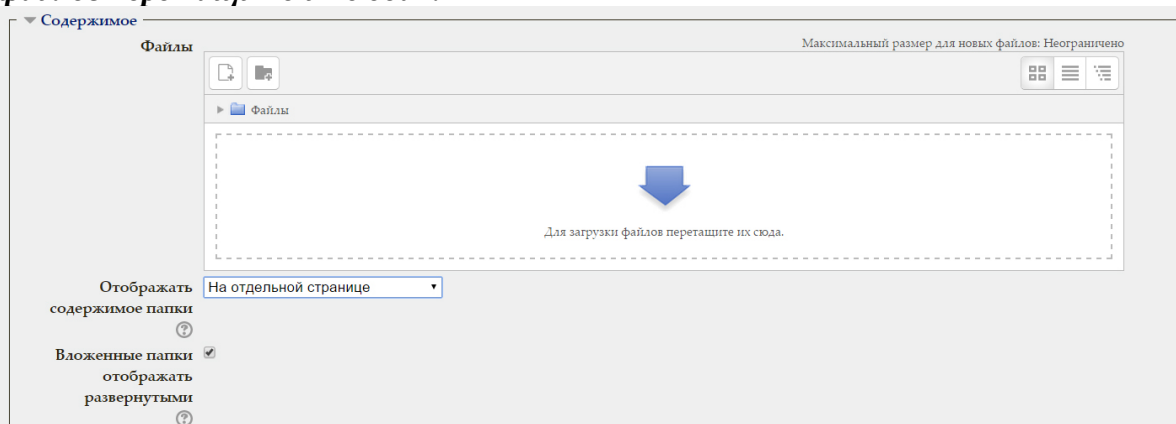 Содержимое
Файлы
Максимальный размер для новых файлов: Неограничено
Файлы
Для загрузки файлов перетащите их сюда.
Отображать
содержимое папки
На отдельной странице
Вложенные папки
отображать
развернутыми